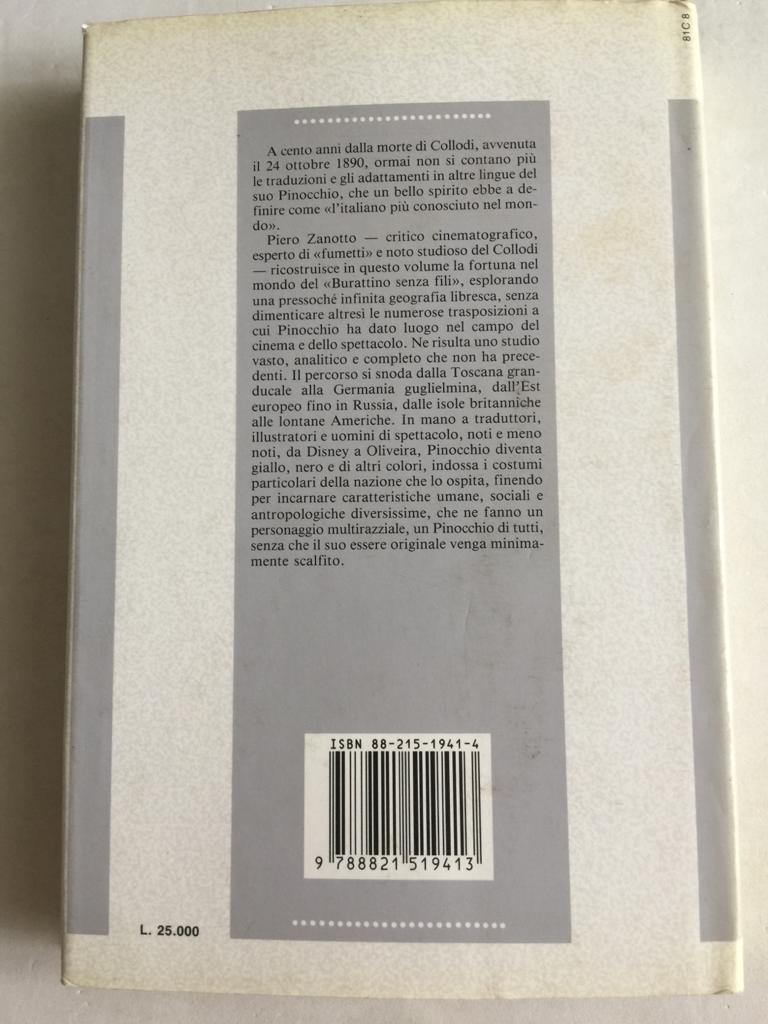 81C 8
A cento anni dalla morte di Collodi, avvenuta
il 24 ottobre 1890, ormai non si contano più
le traduzioni e gli adattamenti in altre lingue del
suo Pinocchio, che un bello spirito ebbe a de-
finire come «l'italiano più conosciuto nel mon-
do».
Piero Zanotto — critico cinematografico,
esperto di «fumetti» e noto studioso del Collodi
— ricostruisce in questo volume la fortuna nel
mondo del «Burattino senza fili», esplorando
una pressoché infinita geografia libresca, senza
dimenticare altresì le numerose trasposizioni a
cui Pinocchio ha dato luogo nel campo del
cinema e dello spettacolo. Ne risulta uno studio
vasto, analitico e completo che non ha prece-
denti. Il percorso si snoda dalla Toscana gran-
ducale alla Germania guglielmina, dall'Est
europeo fino in Russia, dalle isole britanniche
alle lontane Americhe. In mano a traduttori,
illustratori e uomini di spettacolo, noti e meno
noti, da Disney a Oliveira, Pinocchio diventa
giallo, nero e di altri colori, indossa i costumi
particolari della nazione che lo ospita, finendo
per incarnare caratteristiche umane, sociali e
antropologiche diversissime, che ne fanno un
personaggio multirazziale, un Pinocchio di tutti,
senza che il suo essere originale venga minima-
mente scalfito.
ISBN 88-215-1941-4
9 788821 519413
L. 25.000